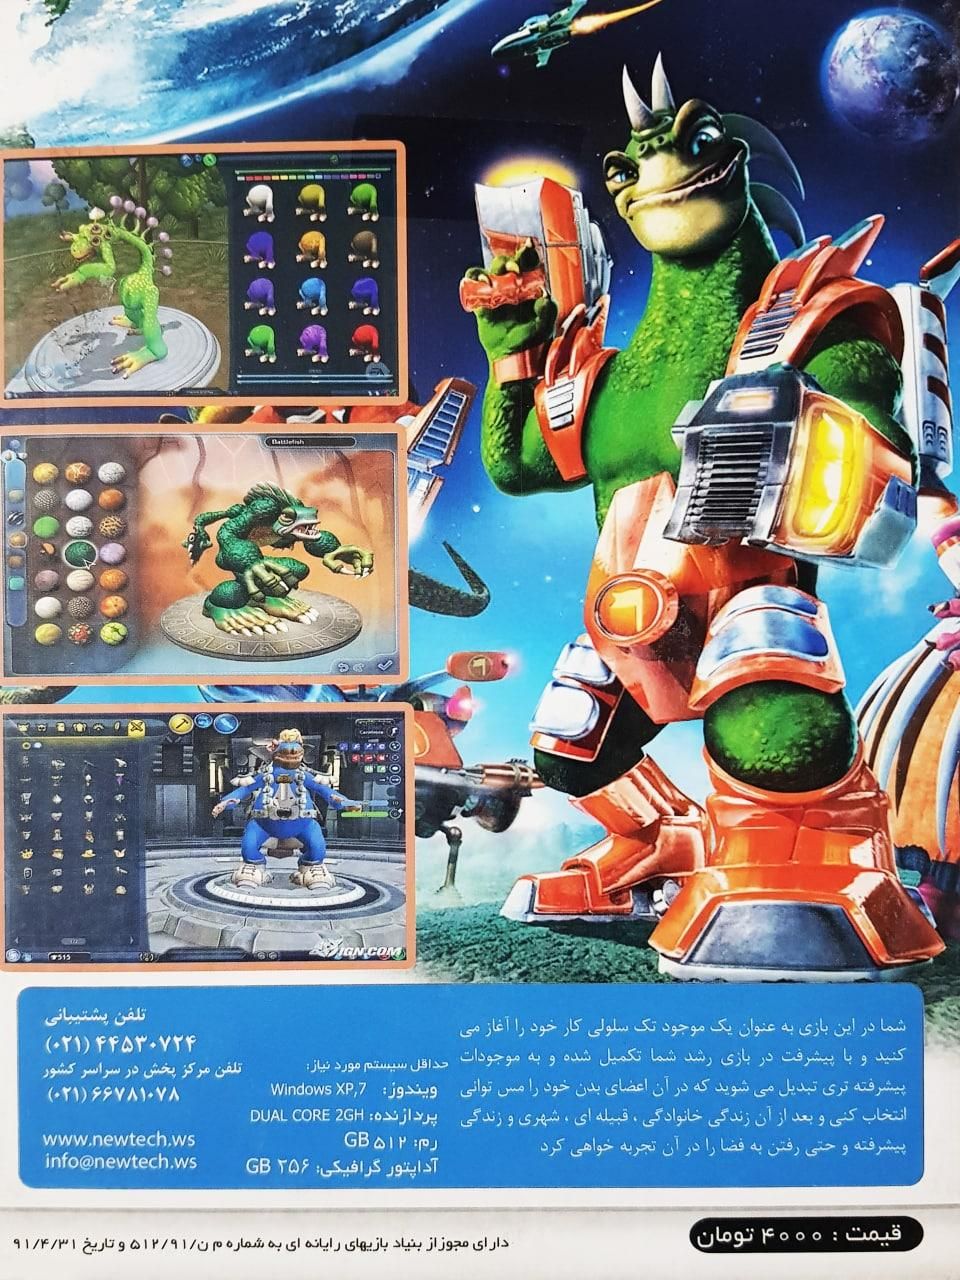 Battlefish
515
IGN.COM
شما در این بازی به عنوان یک موجود تک سلولی کار خود را آغاز می
کنید و با پیشرفت در بازی رشد شما تکمیل شده و به موجودات
پیشرفته تری تبدیل می شوید که در آن اعضای بدن خود را مس توانی
انتخاب کنی و بعد از آن زندگی خانوادگی ، قبیله ای ، شهری و زندگی
پیشرفته و حتی رفتن به فضا را در آن تجربه خواهی کرد
حداقل سیستم مورد نیاز:
ویندوز: Windows XP,7
پردازنده: DUAL CORE 2GH
رم: ۵۱۲ GB
آداپتور گرافیکی: ۲۵۶ GB
تلفن پشتیبانی
(۰۲۱) ۴۴۵۳۰۷۲۴
تلفن مرکز پخش در سراسر کشور
(۰۲۱) ۶۶۷۸۱۰۷۸
www.newtech.ws
info@newtech.ws
قیمت : ۴۰۰۰ تومان
دارای مجوز از بنیاد بازیهای رایانه ای به شماره م ن/۵۱۲/۹۱ و تاریخ ۹۱/۴/۳۱